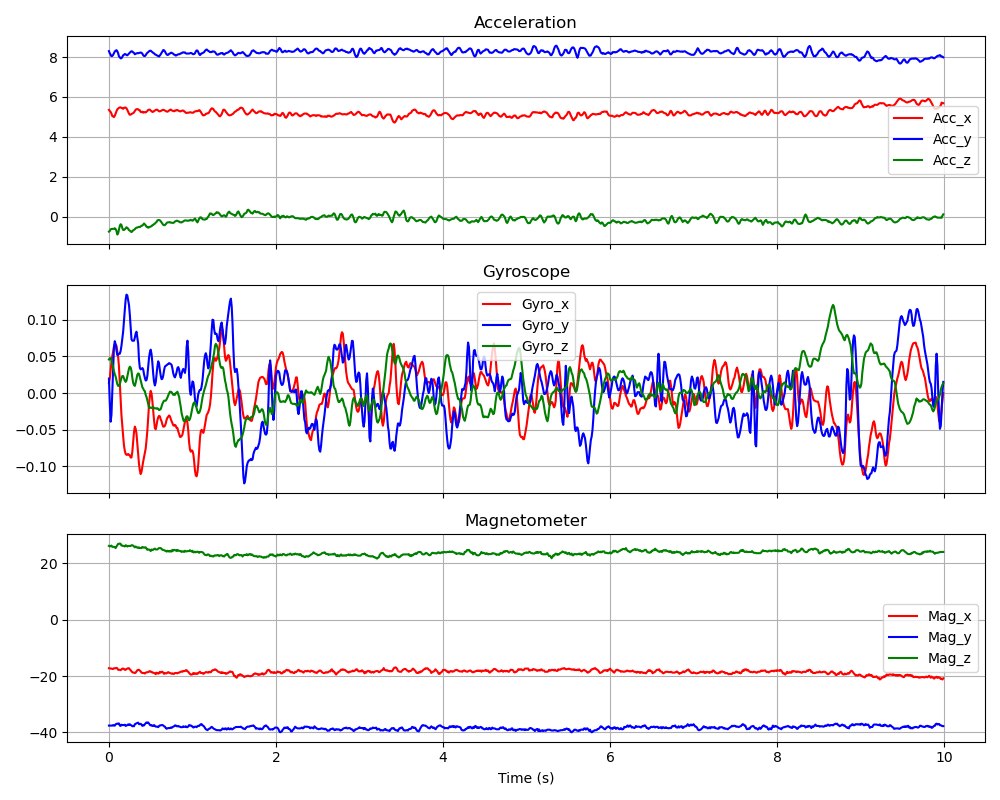 Acceleration
8
6
4
2
0
Acc_x
Acc_y
Acc_z
Gyroscope
0.10
0.05
0.00
−0.05
−0.10
Gyro_x
Gyro_y
Gyro_z
Magnetometer
20
0
−20
−40
Mag_x
Mag_y
Mag_z
0 2 4 6 8 10
Time (s)